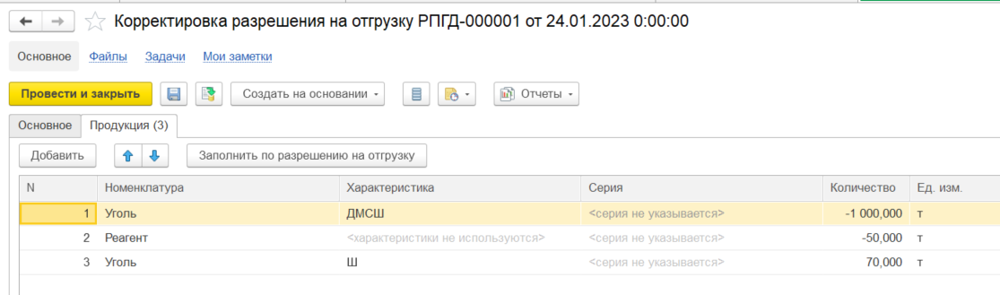 Корректировка разрешения на отгрузку РПГД-000001 от 24.01.2023 0:00:00
Основное Файлы Задачи Мои заметки
Провести и закрыть Создать на основании Отчеты
Основное Продукция (3)
Добавить Заполнить по разрешению на отгрузку
N Номенклатура Характеристика Серия Количество Ед. изм.
1 Уголь ДМСШ <серия не указывается> -1 000,000 т
2 Реагент <характеристики не используются> <серия не указывается> -50,000 т
3 Уголь Ш <серия не указывается> 70,000 т